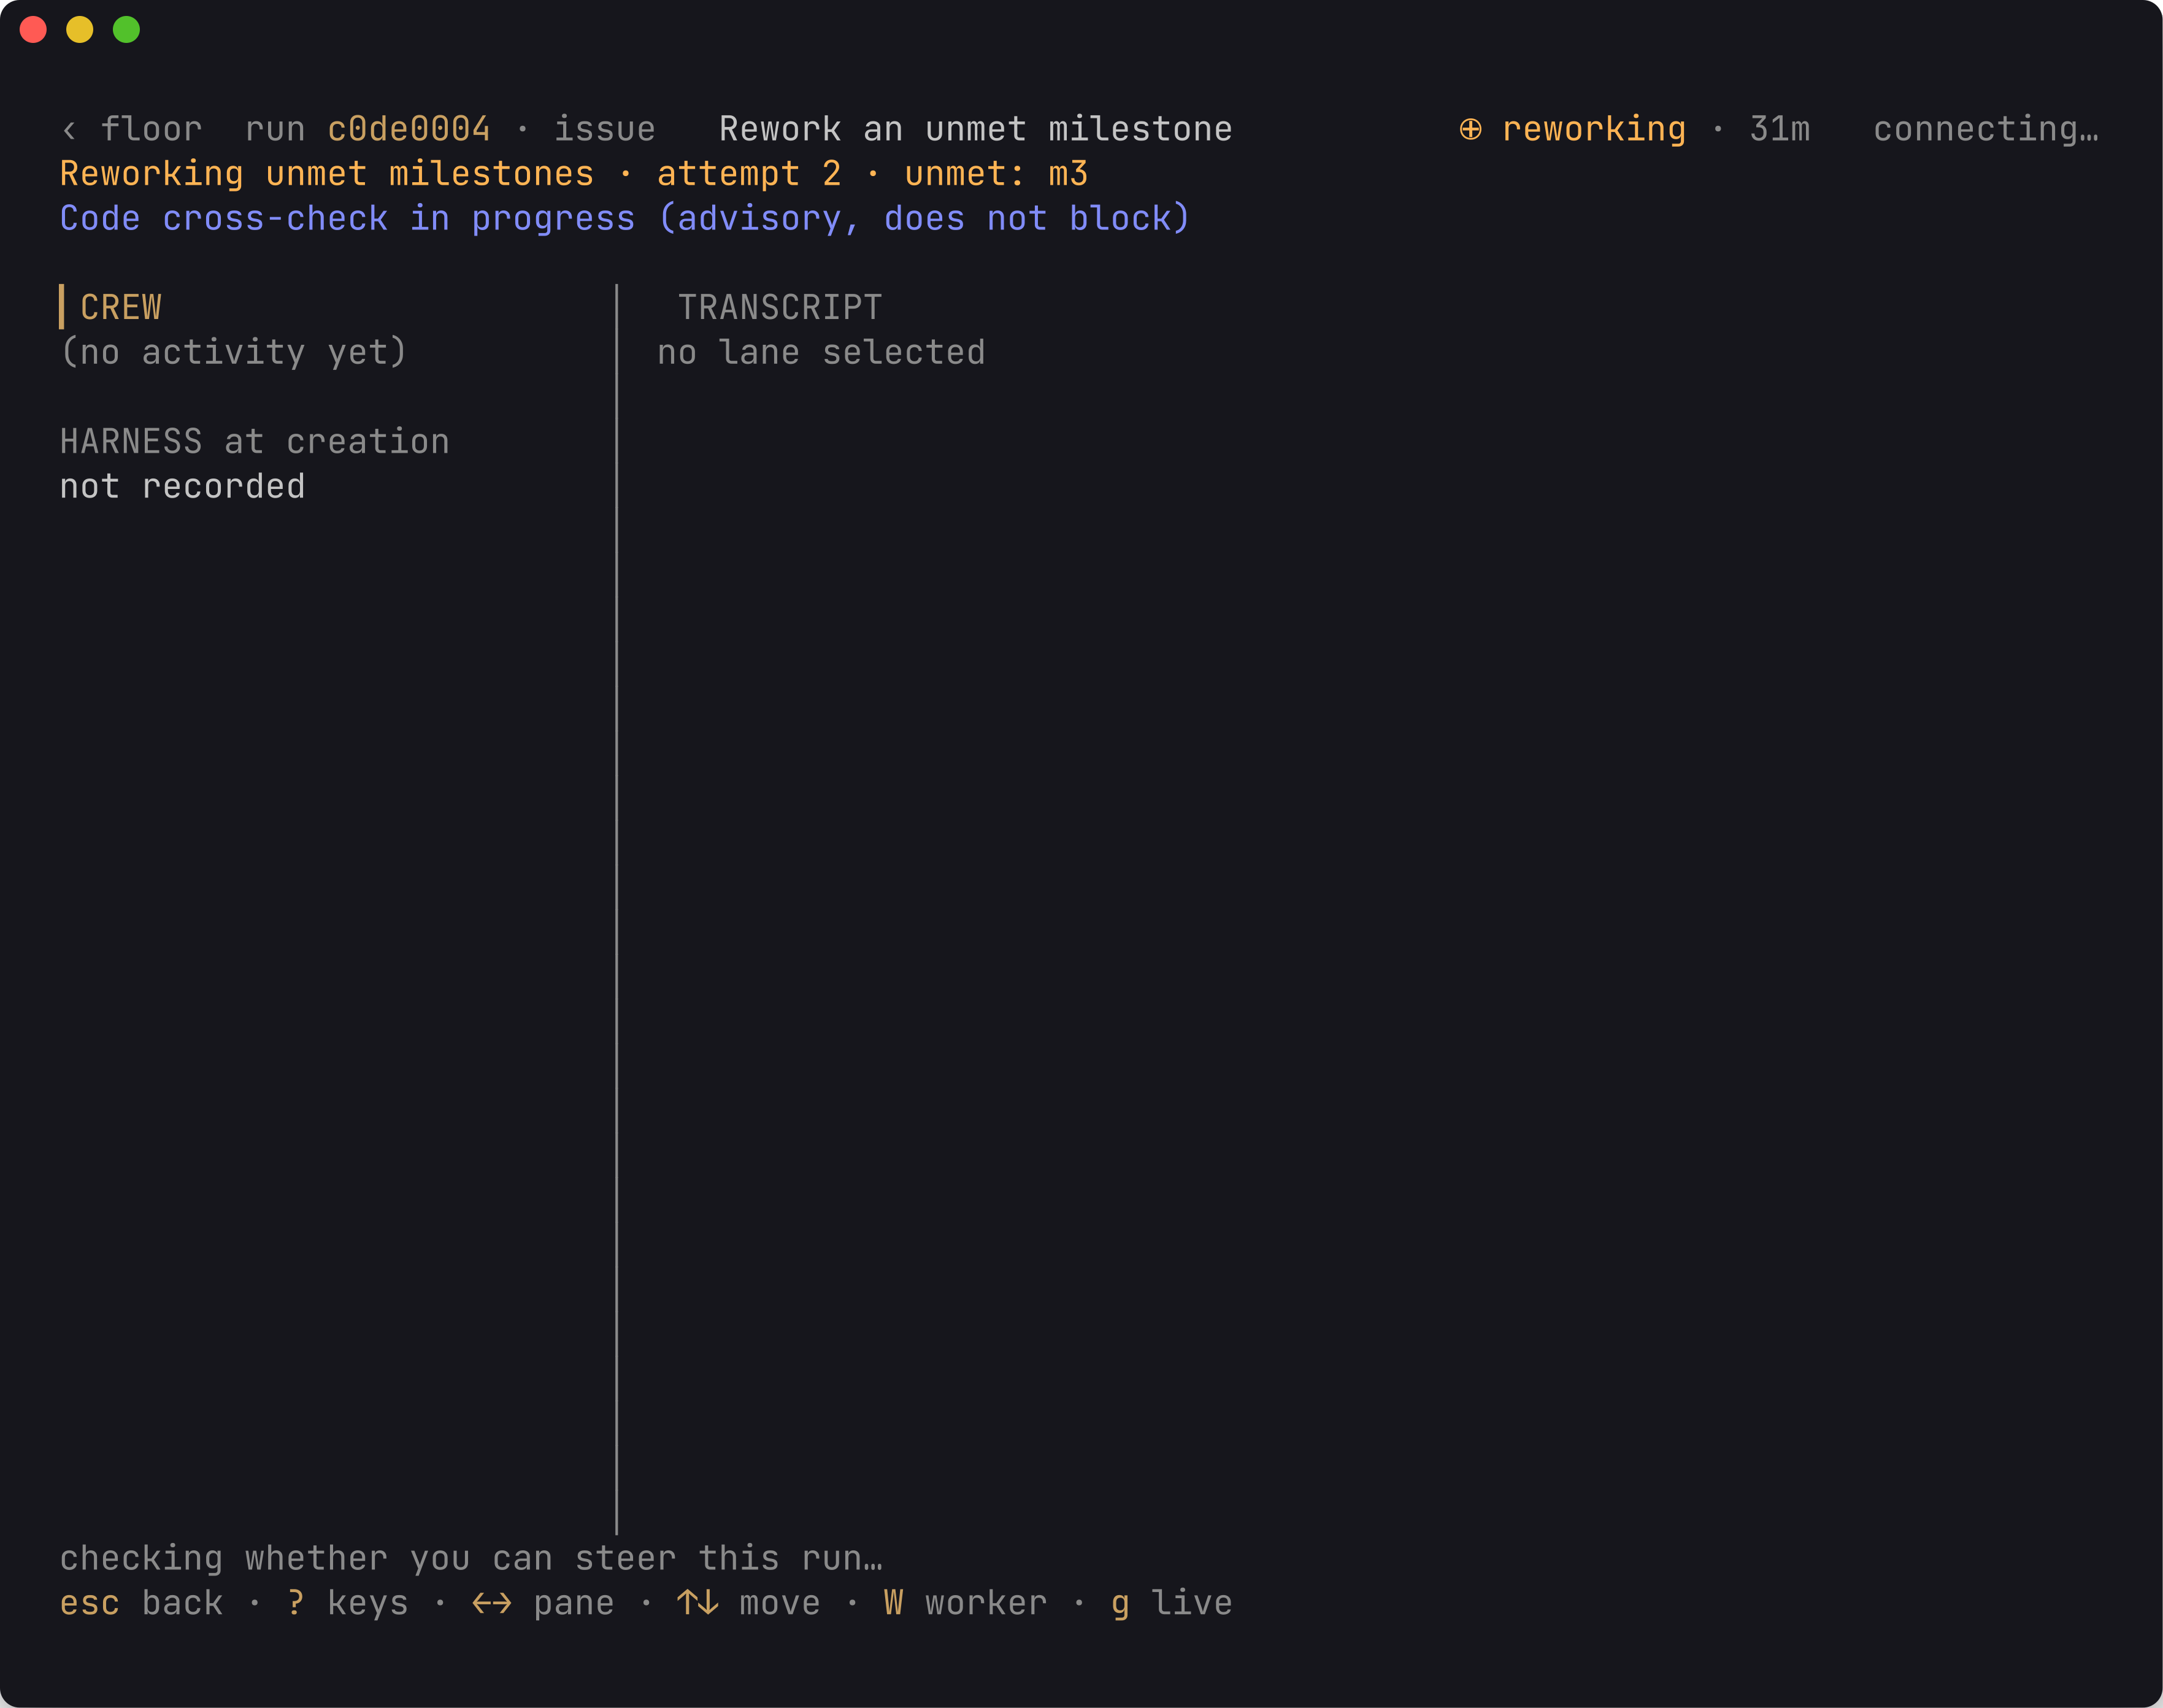 ‹ floor  run c0de0004 · issue   Rework an unmet milestone   ⊕ reworking · 31m   connecting…
Reworking unmet milestones · attempt 2 · unmet: m3
Code cross-check in progress (advisory, does not block)
CREW
(no activity yet)
HARNESS at creation
not recorded
TRANSCRIPT
no lane selected
checking whether you can steer this run…
esc back · ? keys · ←→ pane · ↑↓ move · W worker · g live